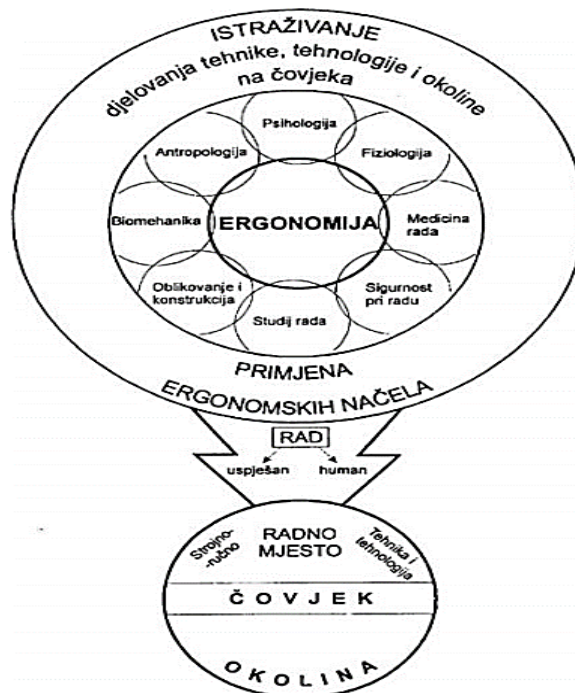 ISTRAŽIVANJE
djelovanja tehnike, tehnologije i okoline
na čovjeka
Psihologija
Antropologija
Fiziologija
Biomehanika
ERGONOMIJA
Medicina
rada
Oblikovanje i
konstrukcija
Sigurnost
pri radu
Studij rada
PRIMJENA
ERGONOMSKIH NAČELA
RAD
uspješan
human
Strojno-
-ručno
RADNO
MJESTO
Tehnika i
tehnologija
ČOVJEK
OKOLINA